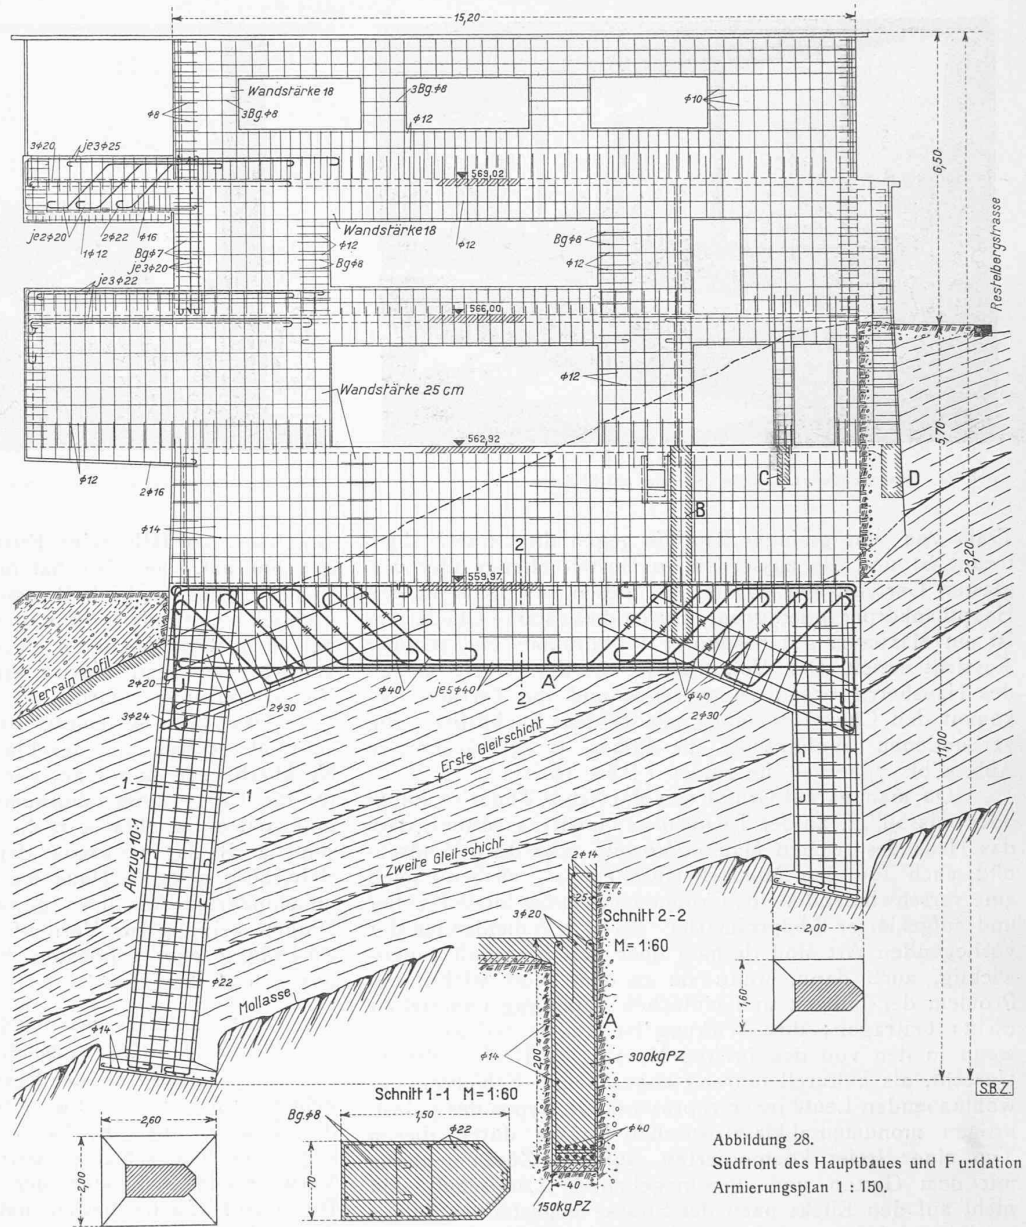 15,20
Wandstärke 18
3Bg.φ8
3Bg.φ8
φ10
φ8
φ12
3φ20
je3φ25
569,02
6,50
Restelbergstrasse
je2φ20
2φ22
φ16
1φ12
Bgφ7
je3φ20
je3φ22
Wandstärke 18
φ12
Bgφ8
φ12
Bgφ8
φ12
566,00
φ12
Wandstärke 25 cm
5,70
562,92
φ12
2φ16
C
D
B
φ14
2
23,20
559,97
Terrain Profil
2φ20
3φ24
2φ30
φ40
je5φ40
A
2
φ40
2φ30
11,00
Erste Gleitschicht
1
1
Anzug 10:1
Zweite Gleitschicht
2φ14
25
3φ20
Schnitt 2-2
M=1:60
2,00
φ22
Mollasse
A
1,60
φ14
φ14
2,00
300kgPZ
S.B.Z.
Schnitt 1-1 M=1:60
2,60
Bg.φ8
1,50
φ22
φ40
2,00
70
40
150kgPZ
Abbildung 28.
Südfront des Hauptbaues und Fundation
Armierungsplan 1 : 150.